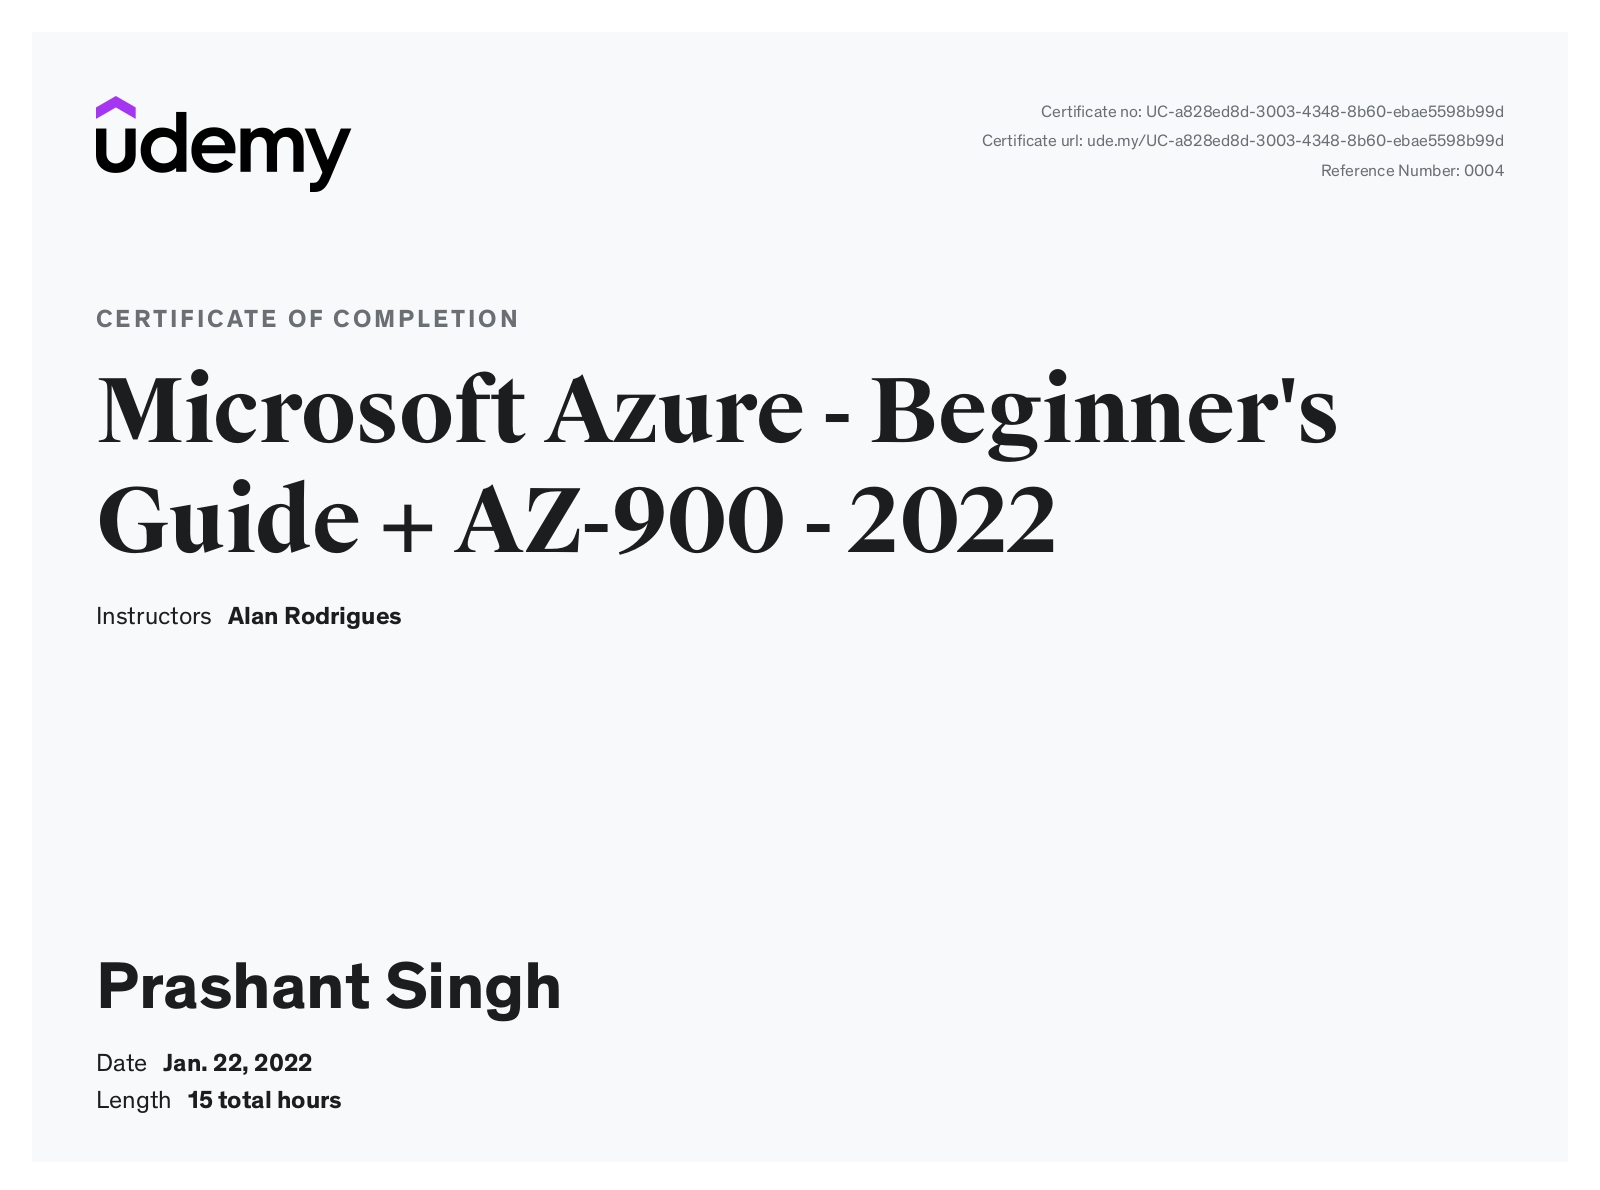 udemy
Certificate no: UC-a828ed8d-3003-4348-8b60-ebae5598b99d
Certificate url: ude.my/UC-a828ed8d-3003-4348-8b60-ebae5598b99d
Reference Number: 0004
CERTIFICATE OF COMPLETION
Microsoft Azure - Beginner's
Guide + AZ-900 - 2022
Instructors Alan Rodrigues
Prashant Singh
Date Jan. 22, 2022
Length 15 total hours